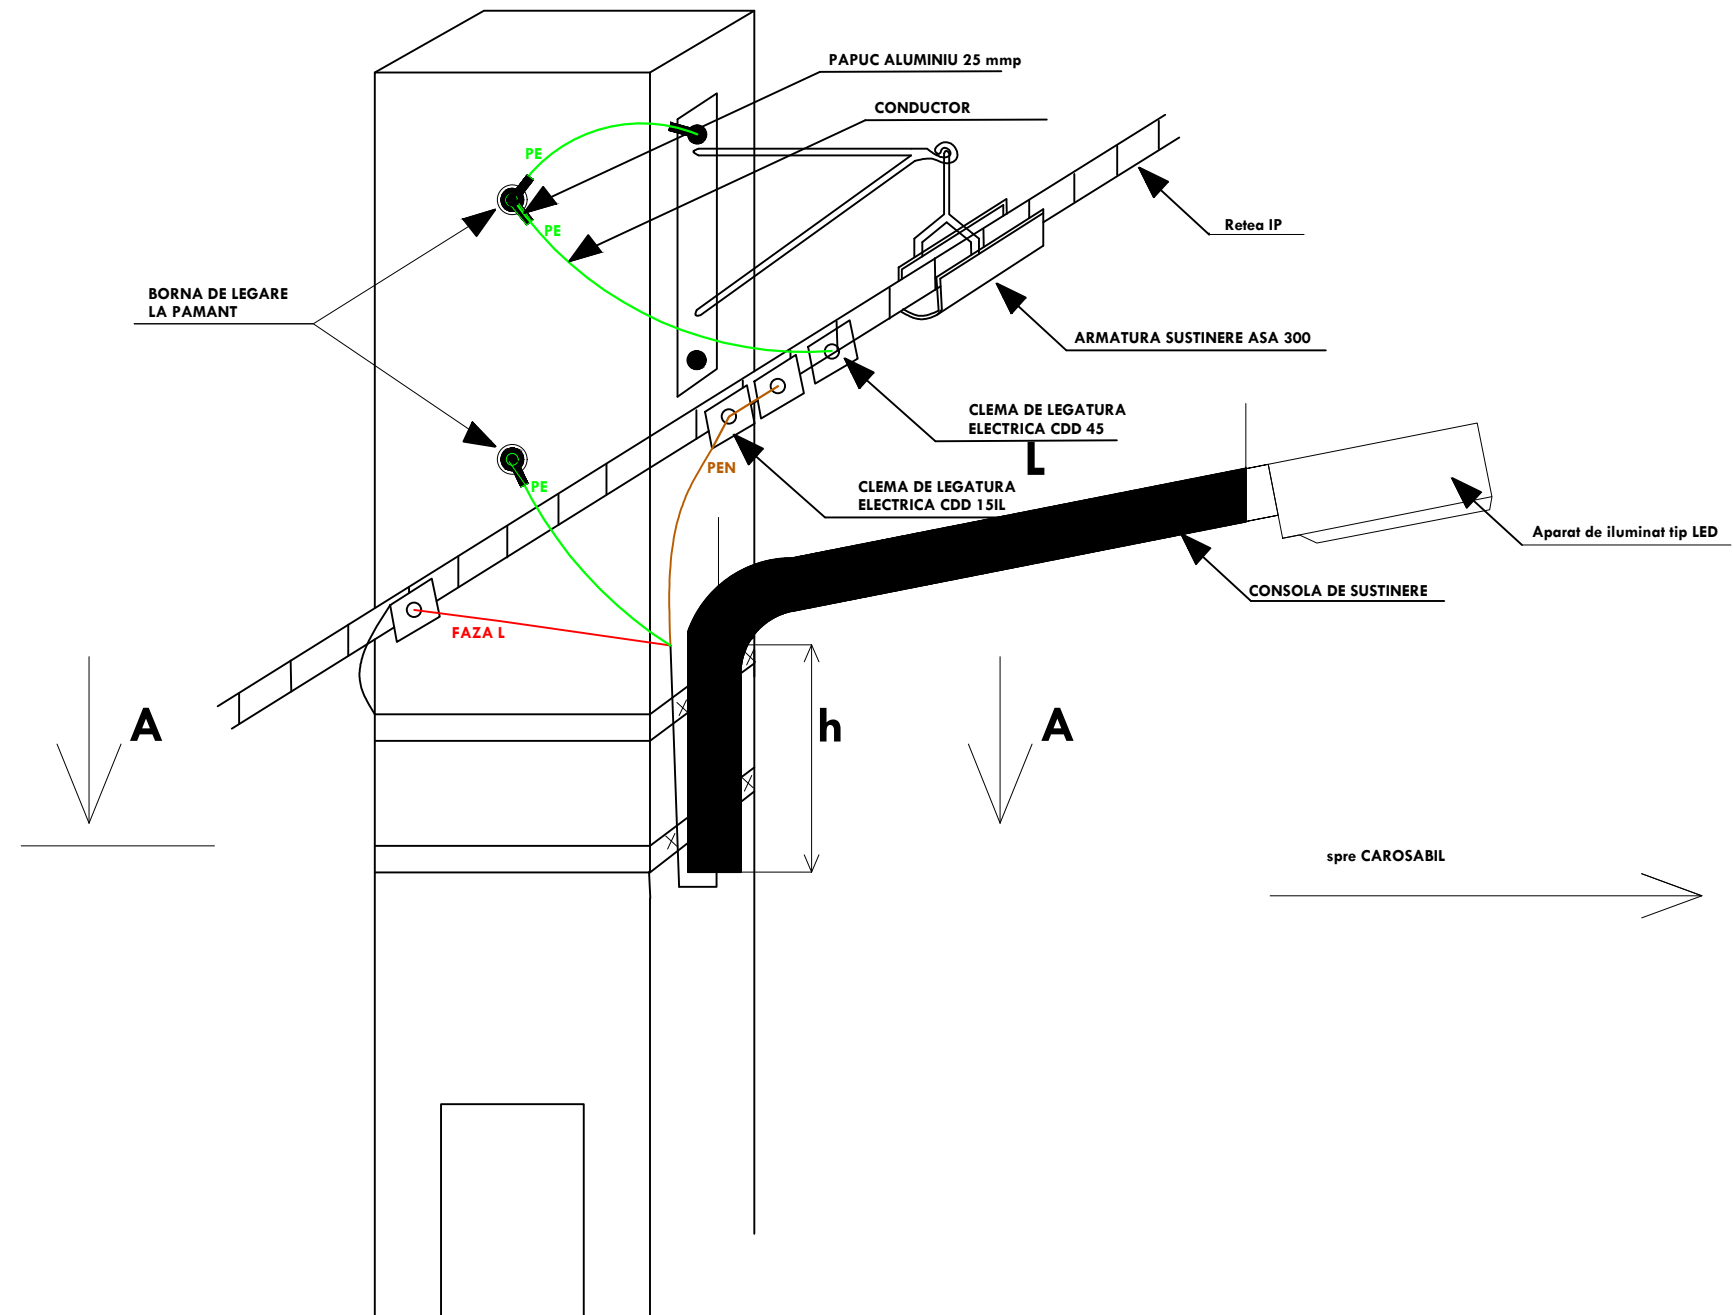 PAPUC ALUMINIU 25 mmp
CONDUCTOR
PE
PE
Retea IP
BORNA DE LEGARE
LA PAMANT
ARMATURA SUSTINERE ASA 300
CLEMA DE LEGATURA
ELECTRICA CDD 45
L
PEN
PE
CLEMA DE LEGATURA
ELECTRICA CDD 15IL
Aparat de iluminat tip LED
CONSOLA DE SUSTINERE
FAZA L
A
h
A
spre CAROSABIL